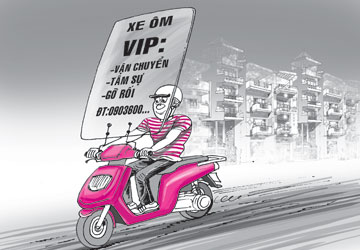 XE ÔM
VIP:
-VẬN CHUYỂN
-TÂM SỰ
-GỠ RỐI
ĐT:0903600...